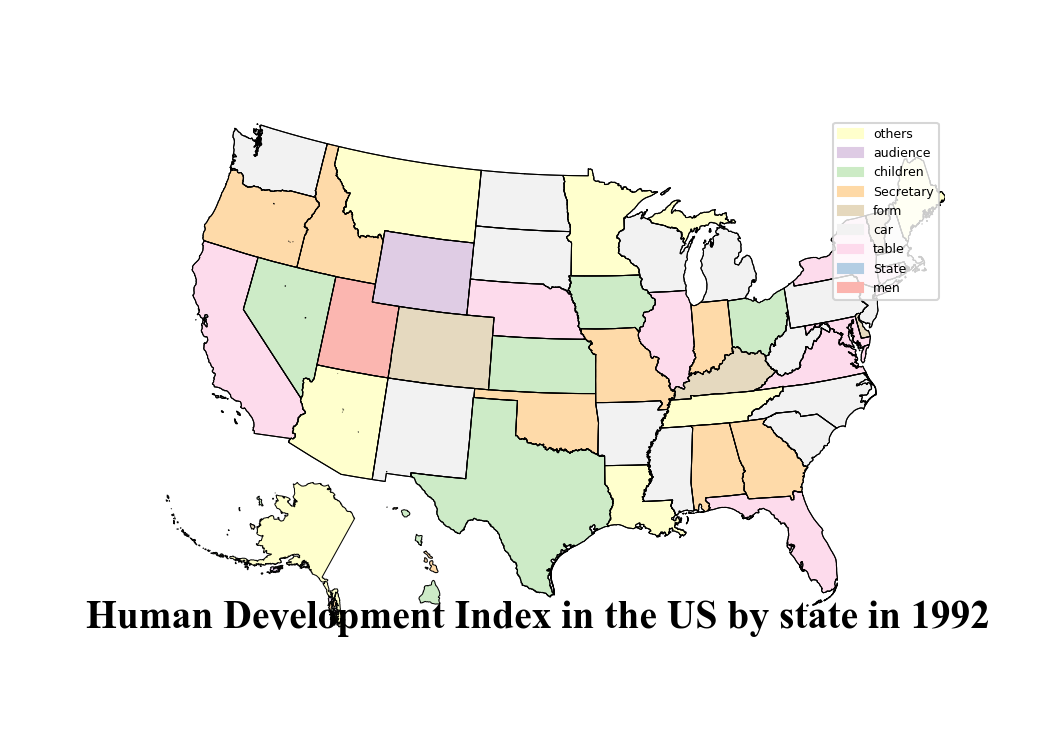 others
audience
children
Secretary
form
car
table
State
men
Human Development Index in the US by state in 1992